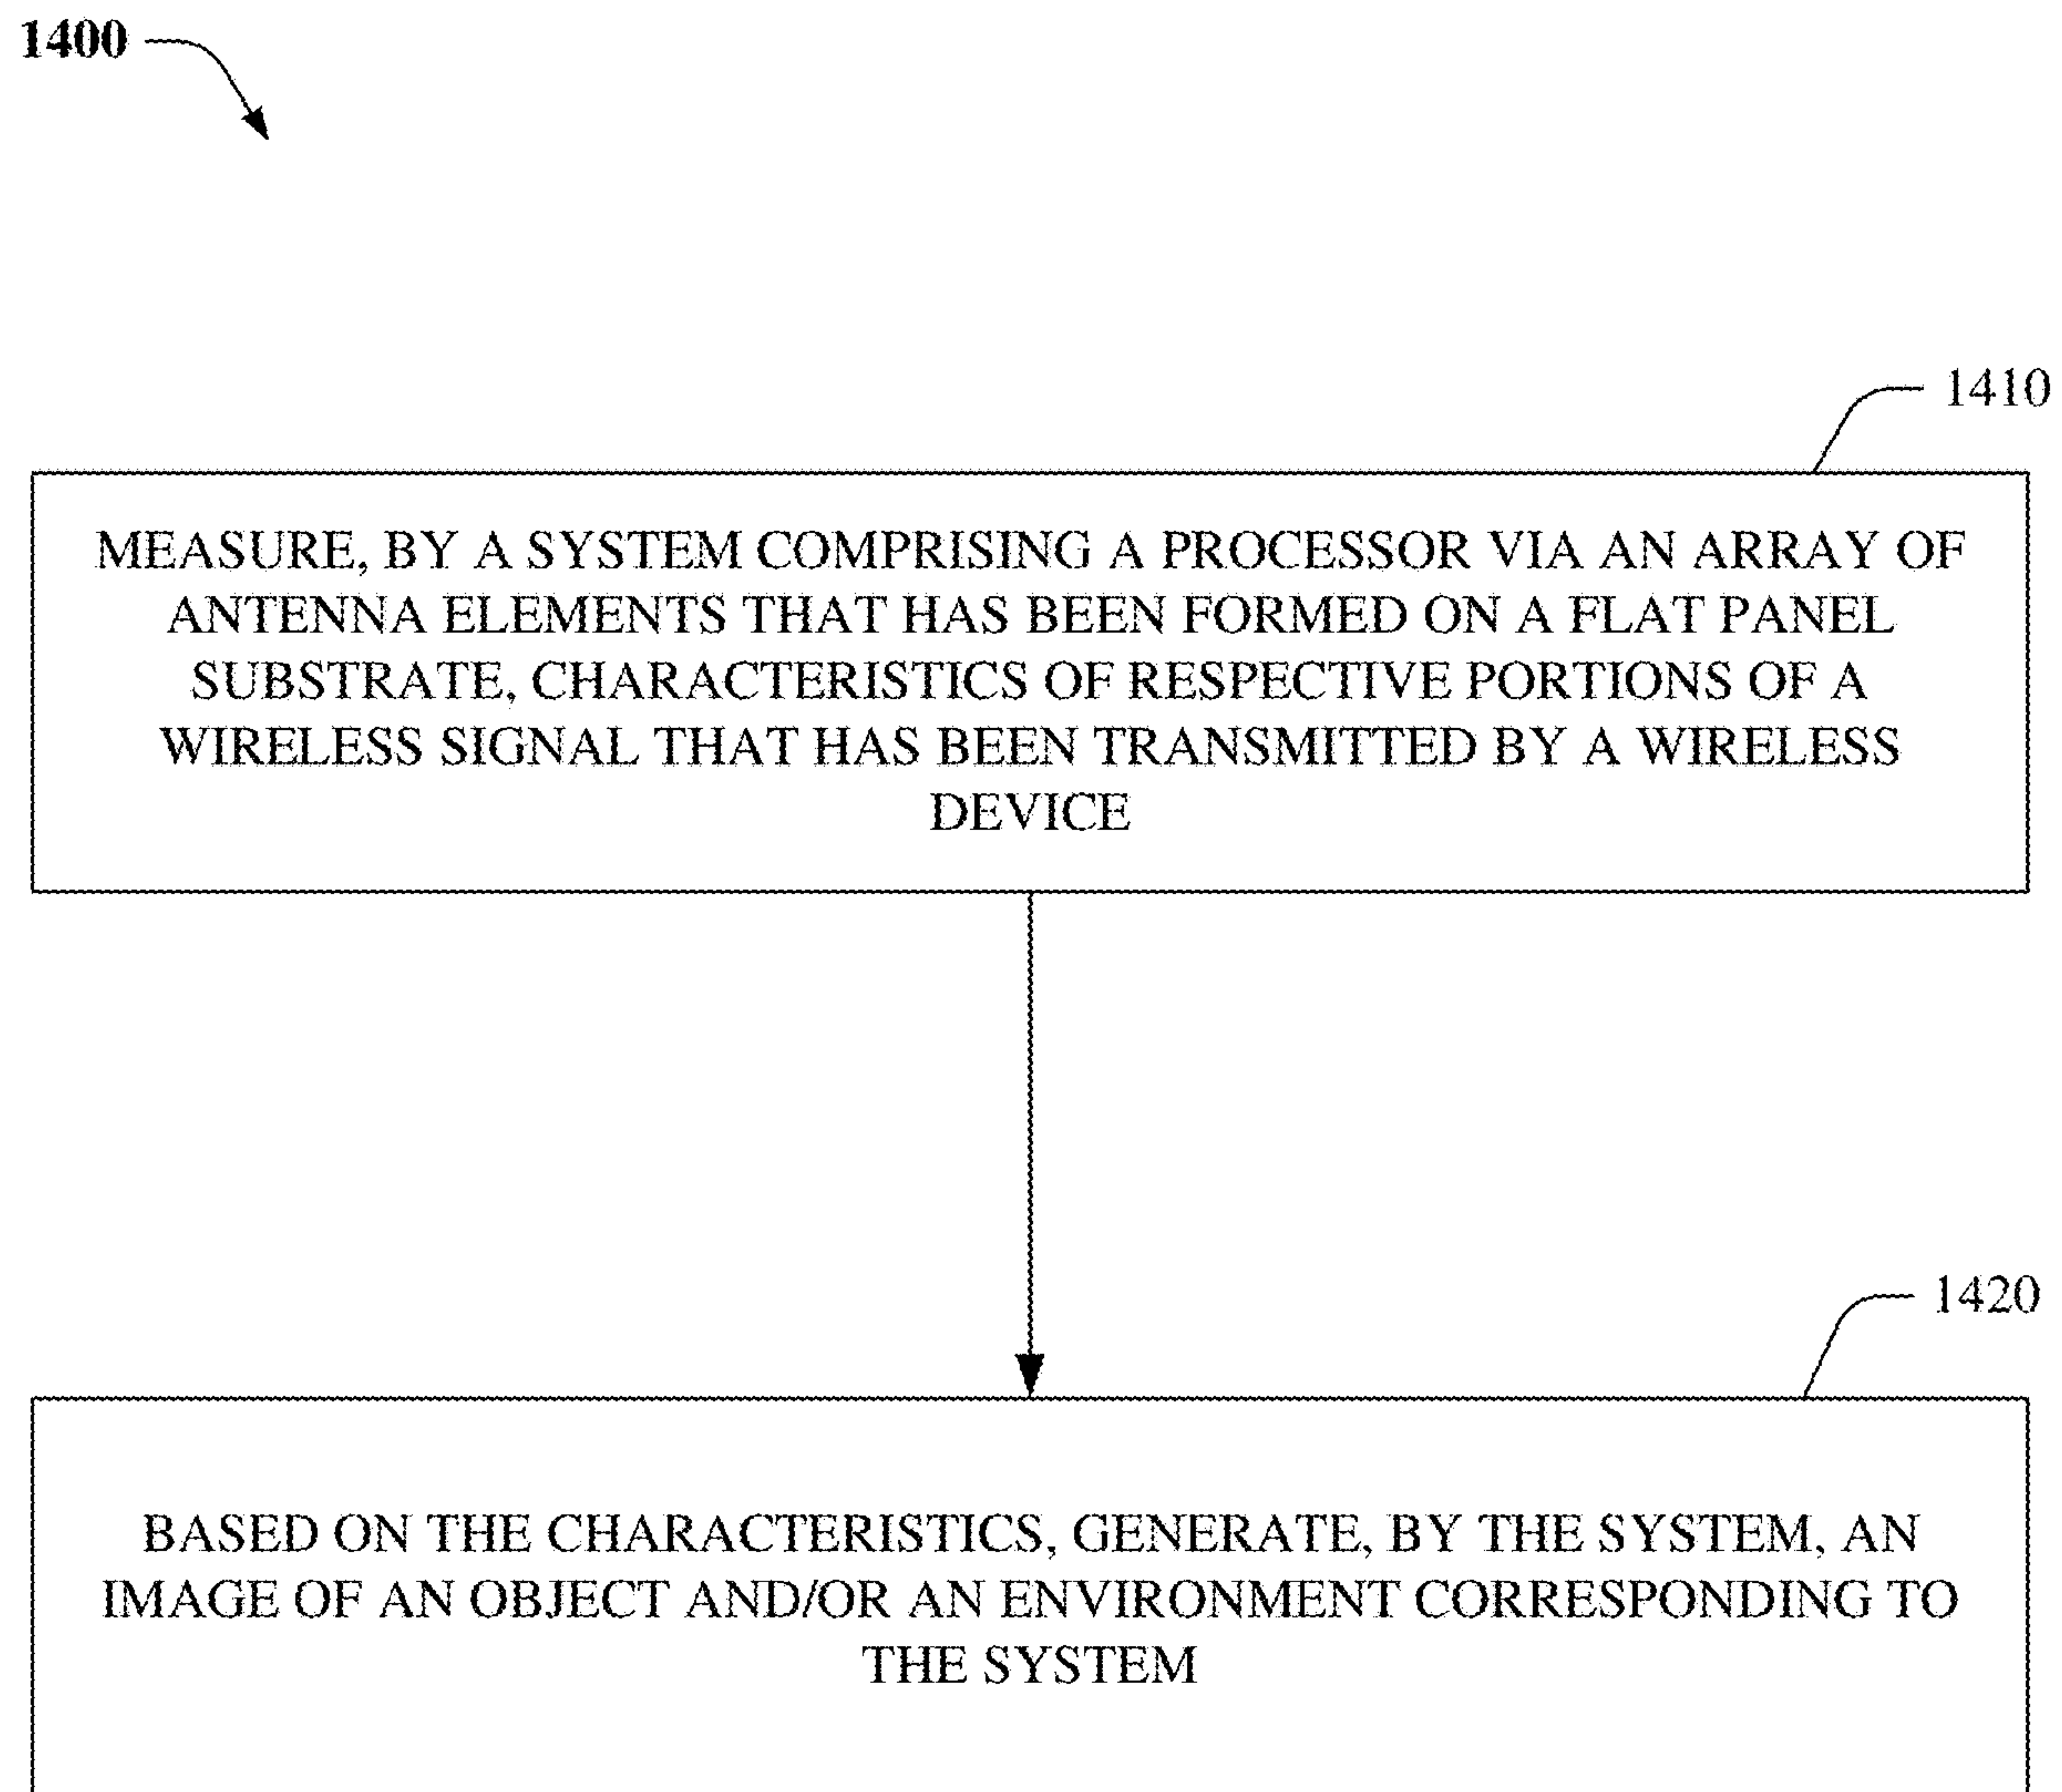 1400
1410
MEASURE, BY A SYSTEM COMPRISING A PROCESSOR VIA AN ARRAY OF
ANTENNA ELEMENTS THAT HAS BEEN FORMED ON A FLAT PANEL
SUBSTRATE, CHARACTERISTICS OF RESPECTIVE PORTIONS OF A
WIRELESS SIGNAL THAT HAS BEEN TRANSMITTED BY A WIRELESS
DEVICE
1420
BASED ON THE CHARACTERISTICS, GENERATE, BY THE SYSTEM, AN
IMAGE OF AN OBJECT AND/OR AN ENVIRONMENT CORRESPONDING TO
THE SYSTEM